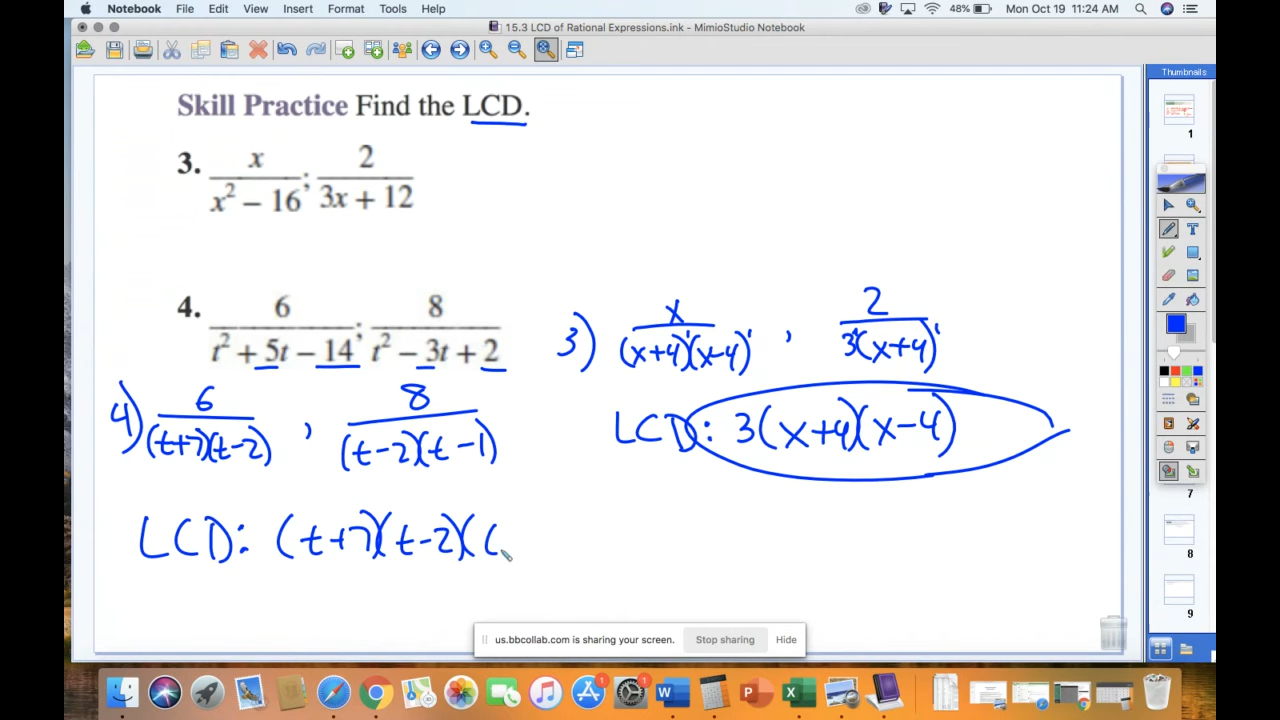 Notebook File Edit View Insert Format Tools Help 48% Mon Oct 19 11:24 AM
15.3 LCD of Rational Expressions.ink - MimioStudio Notebook
Thumbnails
Skill Practice Find the LCD.
3. x/(x² − 16) ; 2/(3x + 12)
4. 6/(t² + 5t − 14) ; 8/(t² − 3t + 2)
3) x/((x+4)¹(x-4)¹) , 2/(3¹(x+4)¹)
LCD: 3(x+4)(x-4)
4) 6/((t+7)(t-2)) , 8/((t-2)(t-1))
LCD: (t+7)(t-2)(
1
7
8
9
us.bbcollab.com is sharing your screen. Stop sharing Hide